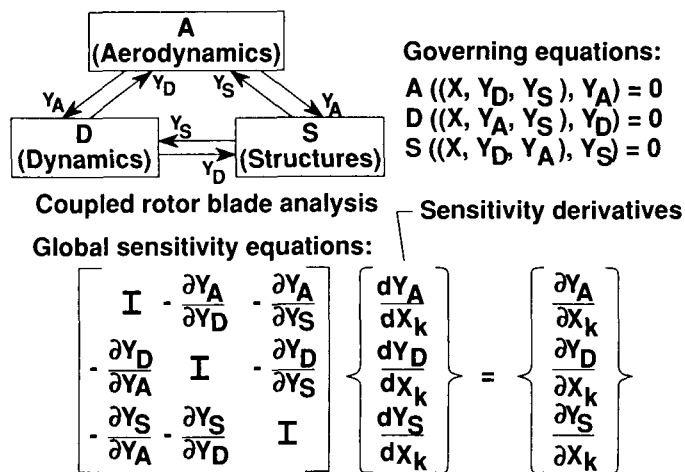 A
(Aerodynamics)
Y_A Y_D Y_S Y_A
D
(Dynamics)
Y_S
Y_D
S
(Structures)
Coupled rotor blade analysis
Governing equations:
A ((X, Y_D, Y_S), Y_A) = 0
D ((X, Y_A, Y_S), Y_D) = 0
S ((X, Y_D, Y_A), Y_S) = 0
Sensitivity derivatives
Global sensitivity equations:
I - ∂Y_A/∂Y_D - ∂Y_A/∂Y_S dY_A/dX_k ∂Y_A/∂X_k
- ∂Y_D/∂Y_A I - ∂Y_D/∂Y_S dY_D/dX_k = ∂Y_D/∂X_k
- ∂Y_S/∂Y_A - ∂Y_S/∂Y_D I dY_S/dX_k ∂Y_S/∂X_k